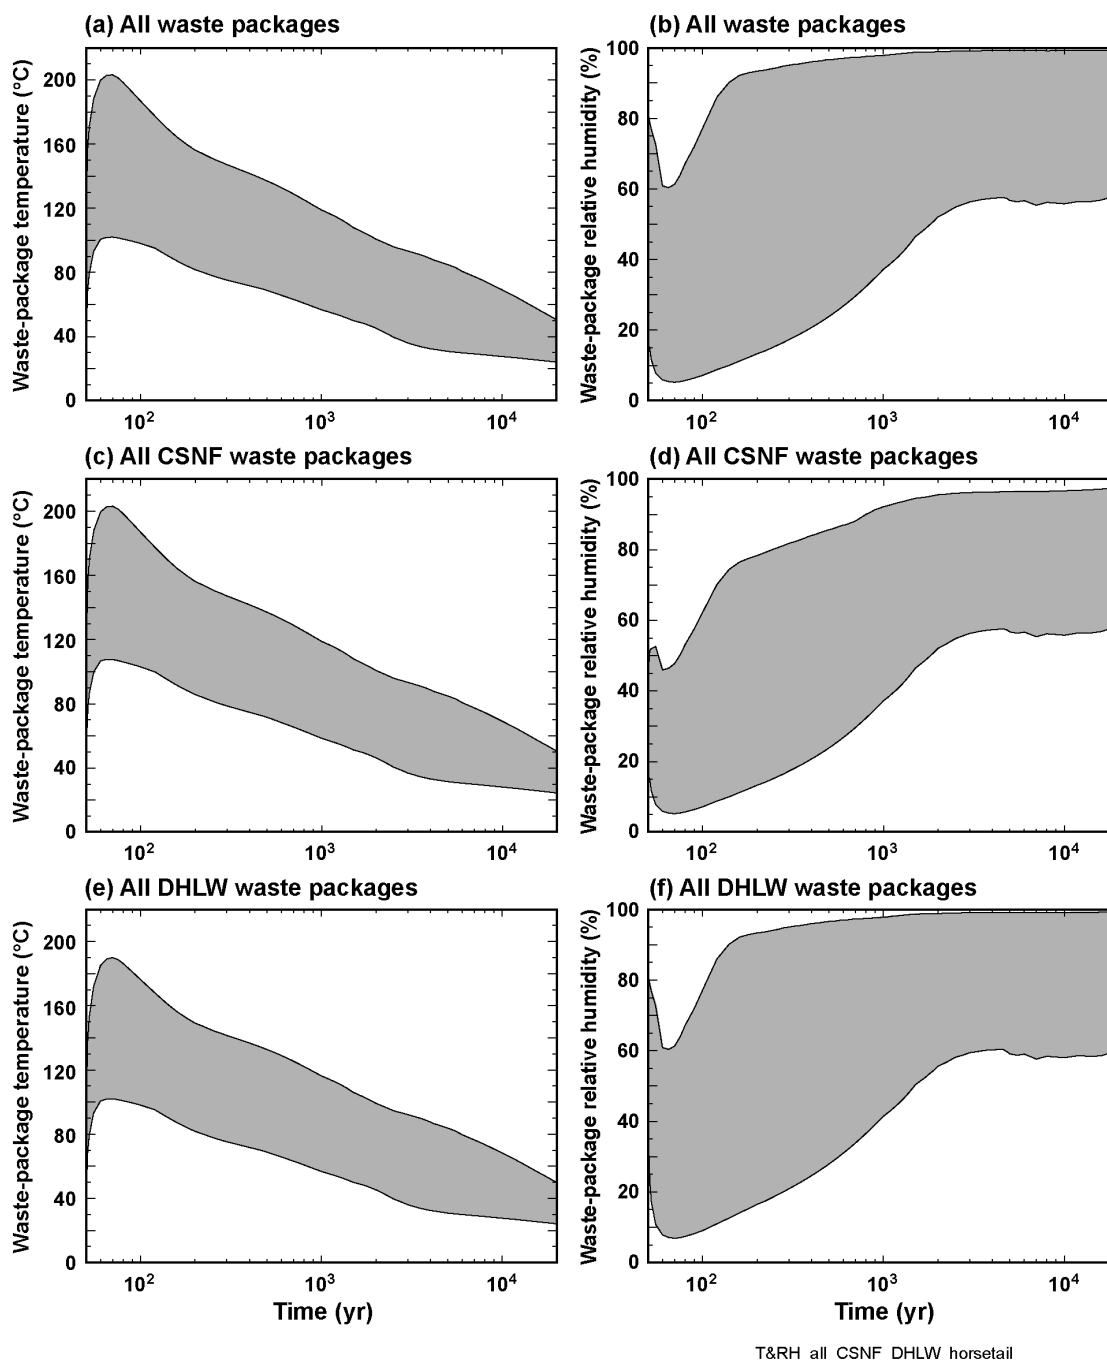 (a) All waste packages
(b) All waste packages
Waste-package temperature (°C)
200
160
120
80
40
0
10² 10³ 10⁴
Waste-package relative humidity (%)
100
80
60
40
20
0
10² 10³ 10⁴
(c) All CSNF waste packages
(d) All CSNF waste packages
Waste-package temperature (°C)
200
160
120
80
40
0
10² 10³ 10⁴
Waste-package relative humidity (%)
100
80
60
40
20
0
10² 10³ 10⁴
(e) All DHLW waste packages
(f) All DHLW waste packages
Waste-package temperature (°C)
200
160
120
80
40
0
10² 10³ 10⁴
Time (yr)
Waste-package relative humidity (%)
100
80
60
40
20
0
10² 10³ 10⁴
Time (yr)
T&RH all CSNF DHLW horsetail